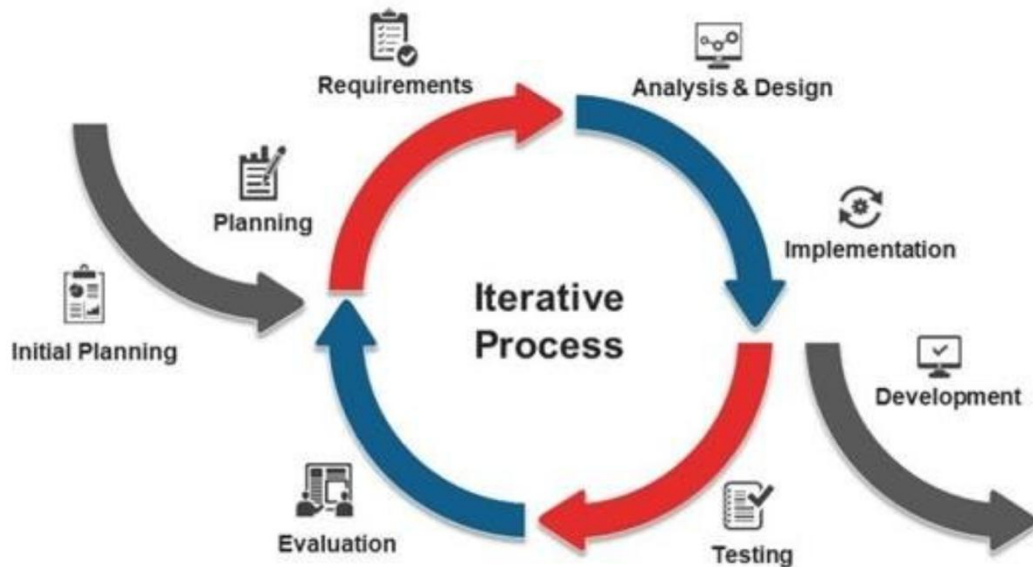 Requirements
Analysis & Design
Planning
Implementation
Iterative
Process
Initial Planning
Development
Evaluation
Testing